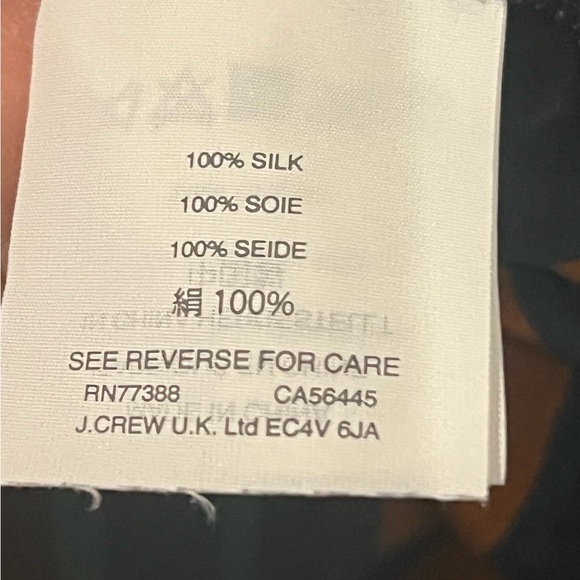 100% SILK
100% SOIE
100% SEIDE
絹 100%
SEE REVERSE FOR CARE
RN77388 CA56445
J.CREW U.K. Ltd EC4V 6JA